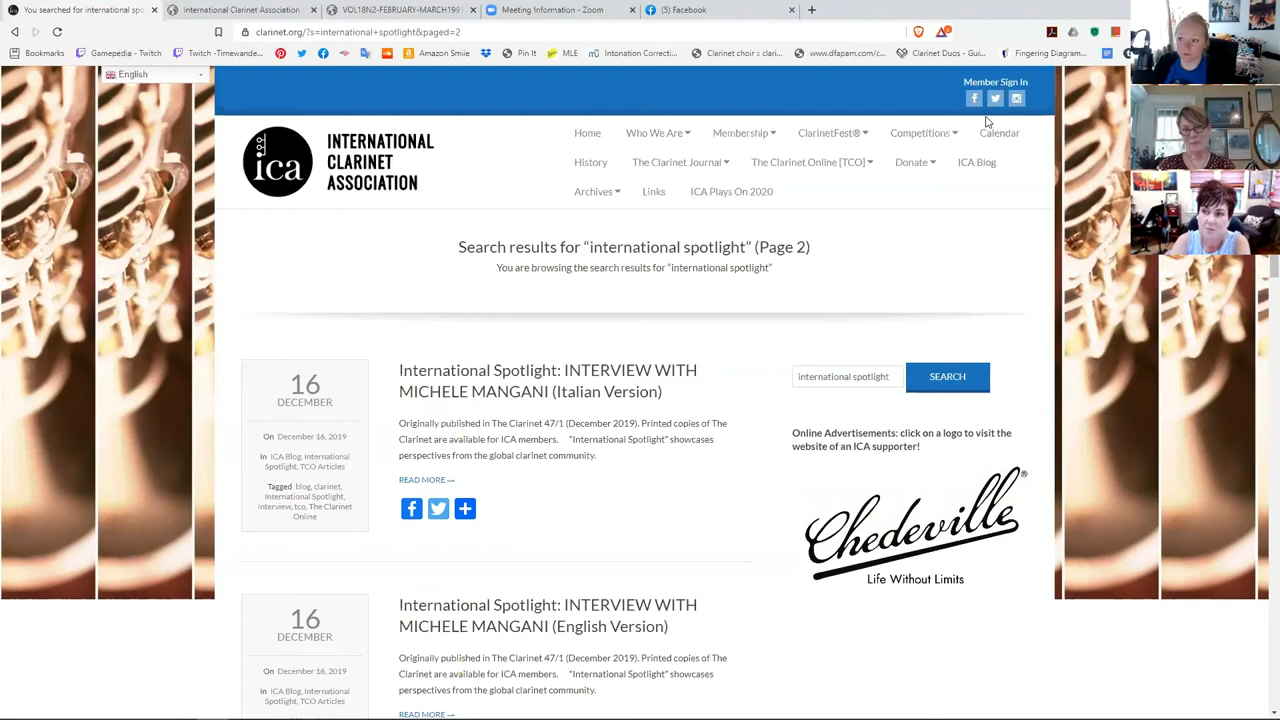 You searched for international spo
International Clarinet Association
VOL18N2-FEBRUARY-MARCH199
Meeting Information - Zoom
(5) Facebook
clarinet.org/?s=international+spotlight&paged=2
Bookmarks
Gamepedia - Twitch
Twitch -Timewande...
Amazon Smile
Pin It
MLE
Intonation Correcti...
Clarinet choir :: clari...
www.dfapam.com/c...
Clarinet Duos - Gui...
Fingering Diagram...
English
Member Sign In
ica
INTERNATIONAL
CLARINET
ASSOCIATION
Home Who We Are Membership ClarinetFest® Competitions Calendar
History The Clarinet Journal The Clarinet Online [TCO] Donate ICA Blog
Archives Links ICA Plays On 2020
Search results for “international spotlight” (Page 2)
You are browsing the search results for “international spotlight”
16
DECEMBER
On December 16, 2019
In ICA Blog, International
Spotlight, TCO Articles
Tagged blog, clarinet,
International Spotlight,
Interview, tco, The Clarinet
Online
International Spotlight: INTERVIEW WITH
MICHELE MANGANI (Italian Version)
Originally published in The Clarinet 47/1 (December 2019). Printed copies of The
Clarinet are available for ICA members. “International Spotlight” showcases
perspectives from the global clarinet community.
READ MORE →
international spotlight
SEARCH
Online Advertisements: click on a logo to visit the
website of an ICA supporter!
Chedeville®
Life Without Limits
16
DECEMBER
On December 16, 2019
In ICA Blog, International
Spotlight, TCO Articles
International Spotlight: INTERVIEW WITH
MICHELE MANGANI (English Version)
Originally published in The Clarinet 47/1 (December 2019). Printed copies of The
Clarinet are available for ICA members. “International Spotlight” showcases
perspectives from the global clarinet community.
READ MORE →